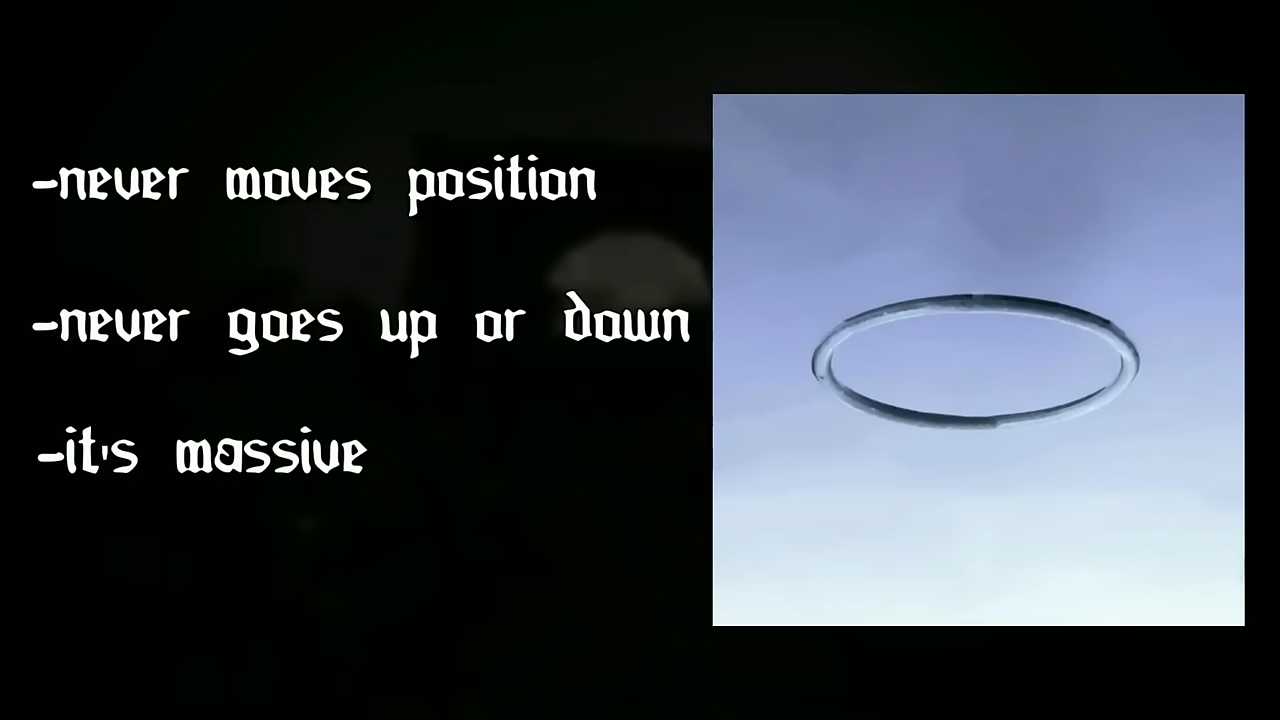 -never moves position
-never goes up or down
-it's massive